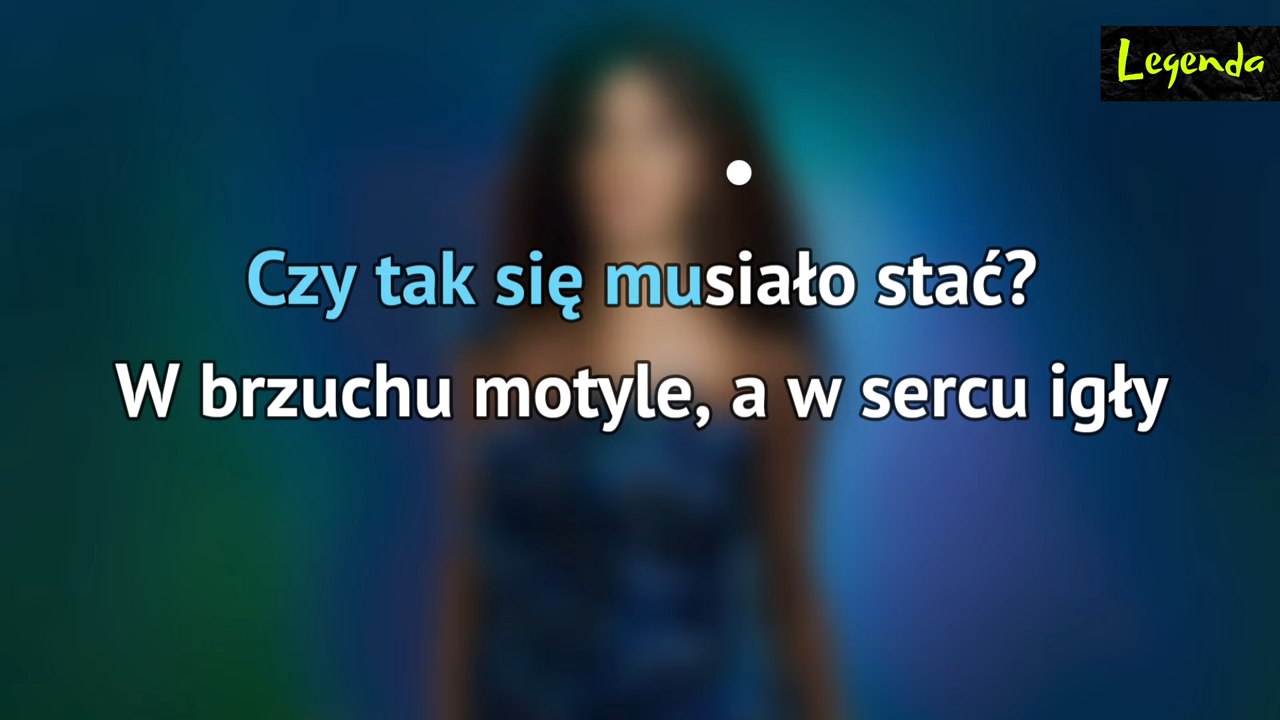 Legenda
Czy tak się musiało stać?
W brzuchu motyle, a w sercu igły